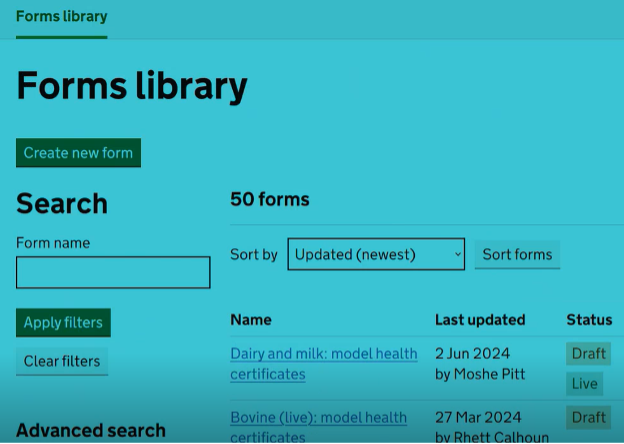 Forms library
Forms library
Create new form
Search
Form name
Apply filters
Clear filters
Advanced search
50 forms
Sort by Updated (newest) Sort forms
Name Last updated Status
Dairy and milk: model health 2 Jun 2024 Draft
certificates by Moshe Pitt Live
Bovine (live): model health 27 Mar 2024 Draft
certificates by Rhett Calhoun